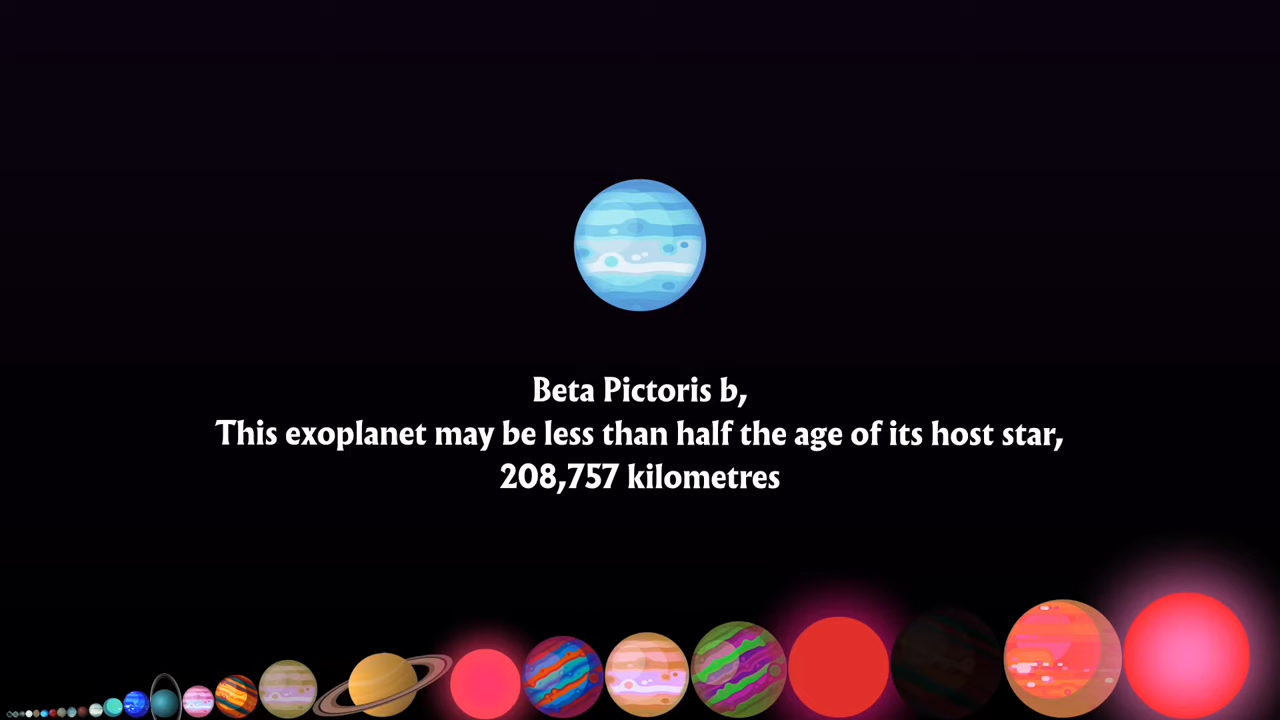 Beta Pictoris b,
This exoplanet may be less than half the age of its host star,
208,757 kilometres